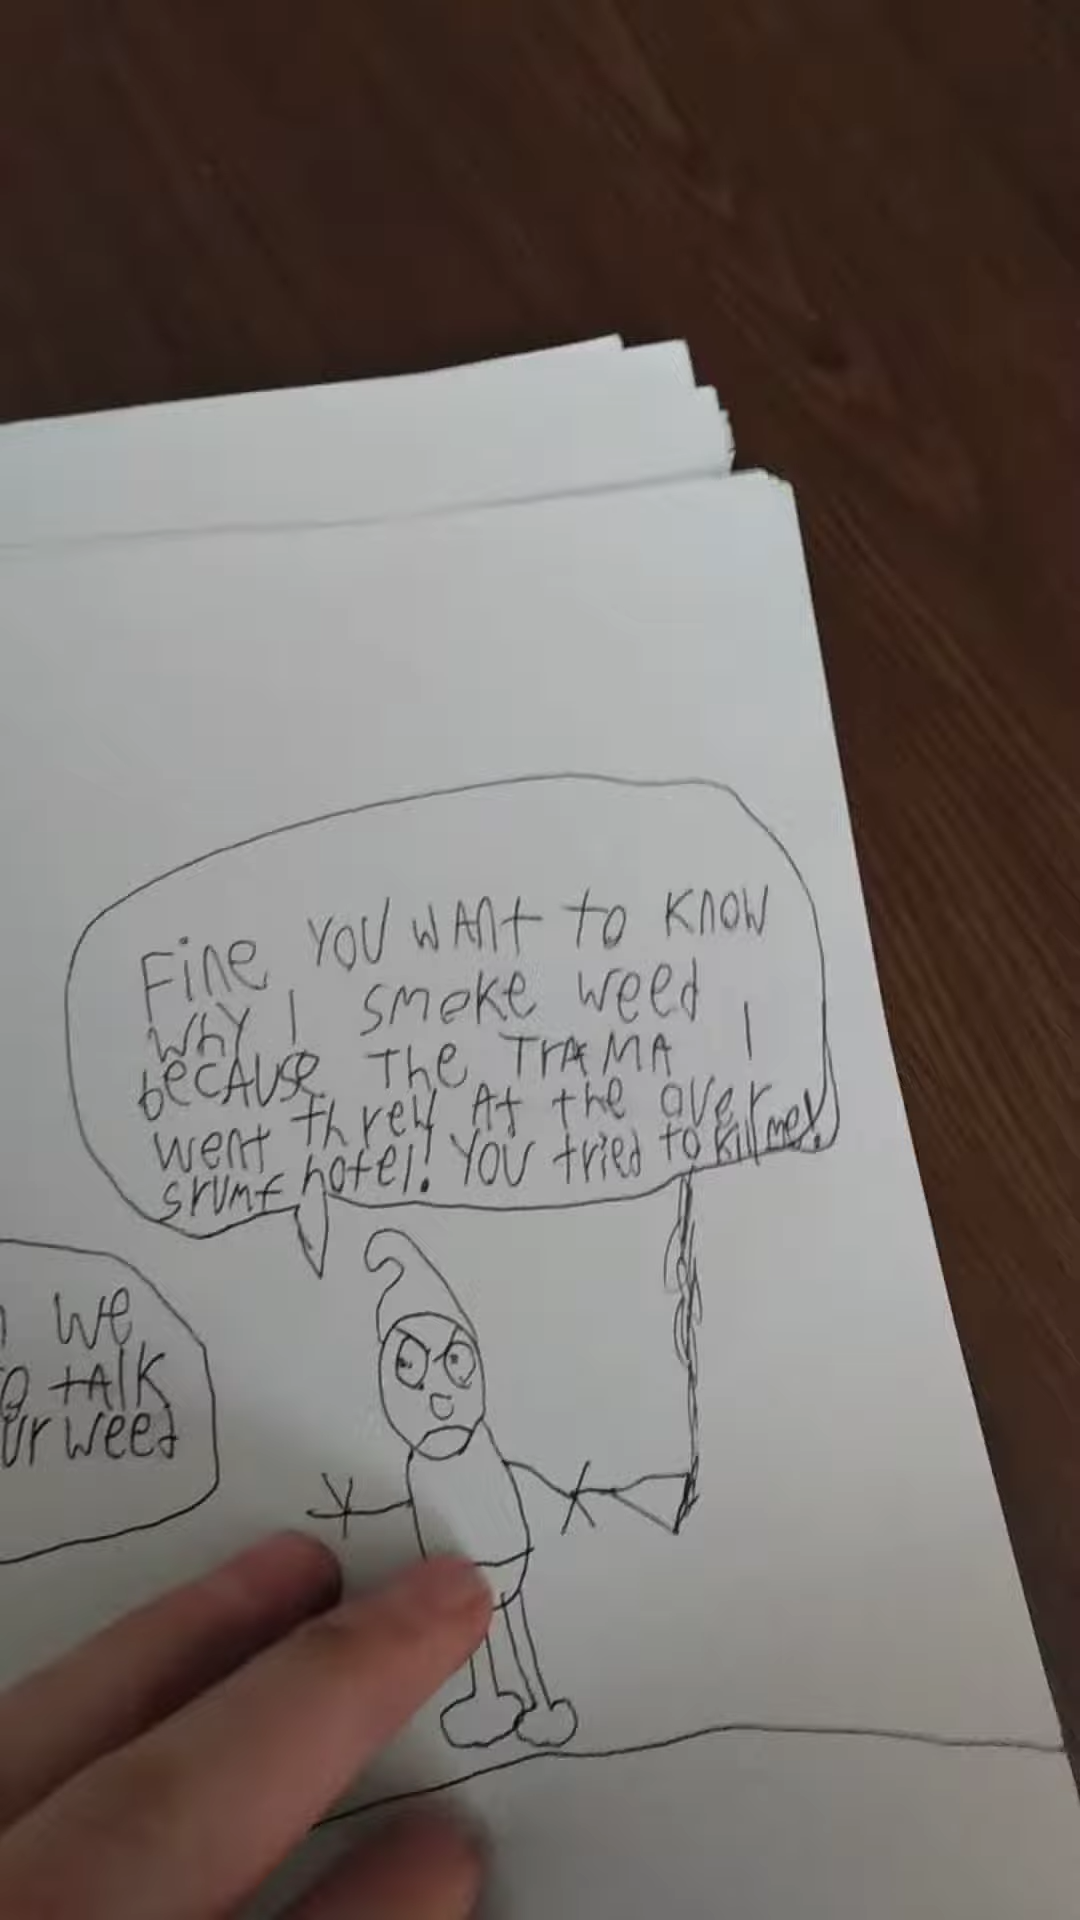 Fine YOU WANt to KNOW
WHY I SMOKE weed
becAUSe THe TrAMA I
went threw At the over
srumf hotel! YOU tried to kill me!
we
to tAlK
ur weed